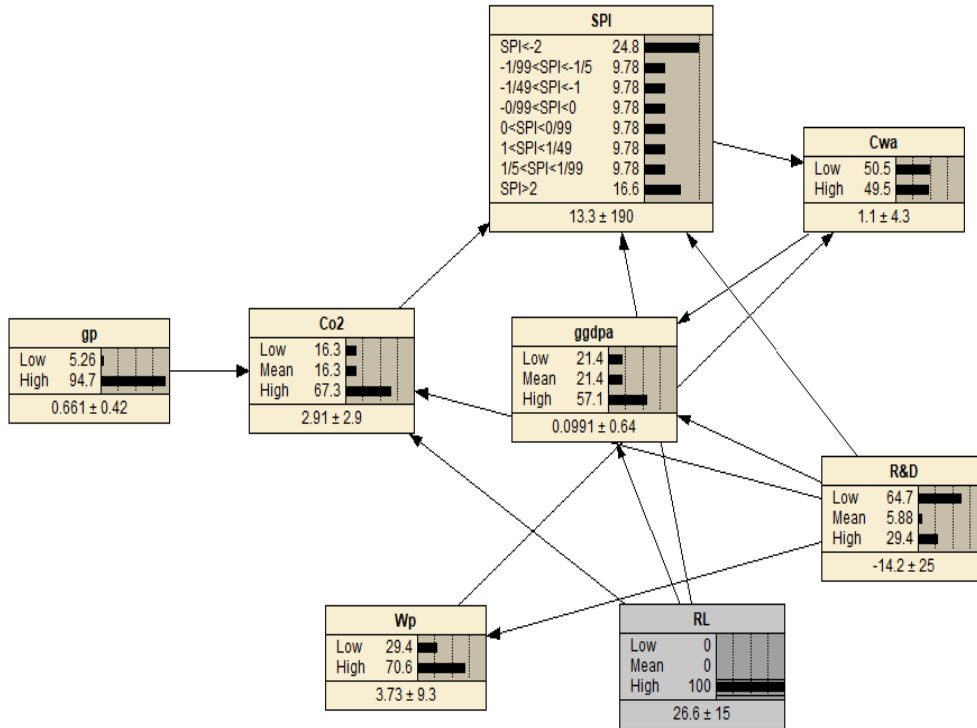 SPI
SPI<-2 24.8
-1/99<SPI<-1/5 9.78
-1/49<SPI<-1 9.78
-0/99<SPI<0 9.78
0<SPI<0/99 9.78
1<SPI<1/49 9.78
1/5<SPI<1/99 9.78
SPI>2 16.6
13.3 ± 190
Cwa
Low 50.5
High 49.5
1.1 ± 4.3
gp
Low 5.26
High 94.7
0.661 ± 0.42
Co2
Low 16.3
Mean 16.3
High 67.3
2.91 ± 2.9
ggdpa
Low 21.4
Mean 21.4
High 57.1
0.0991 ± 0.64
R&D
Low 64.7
Mean 5.88
High 29.4
-14.2 ± 25
Wp
Low 29.4
High 70.6
3.73 ± 9.3
RL
Low 0
Mean 0
High 100
26.6 ± 15